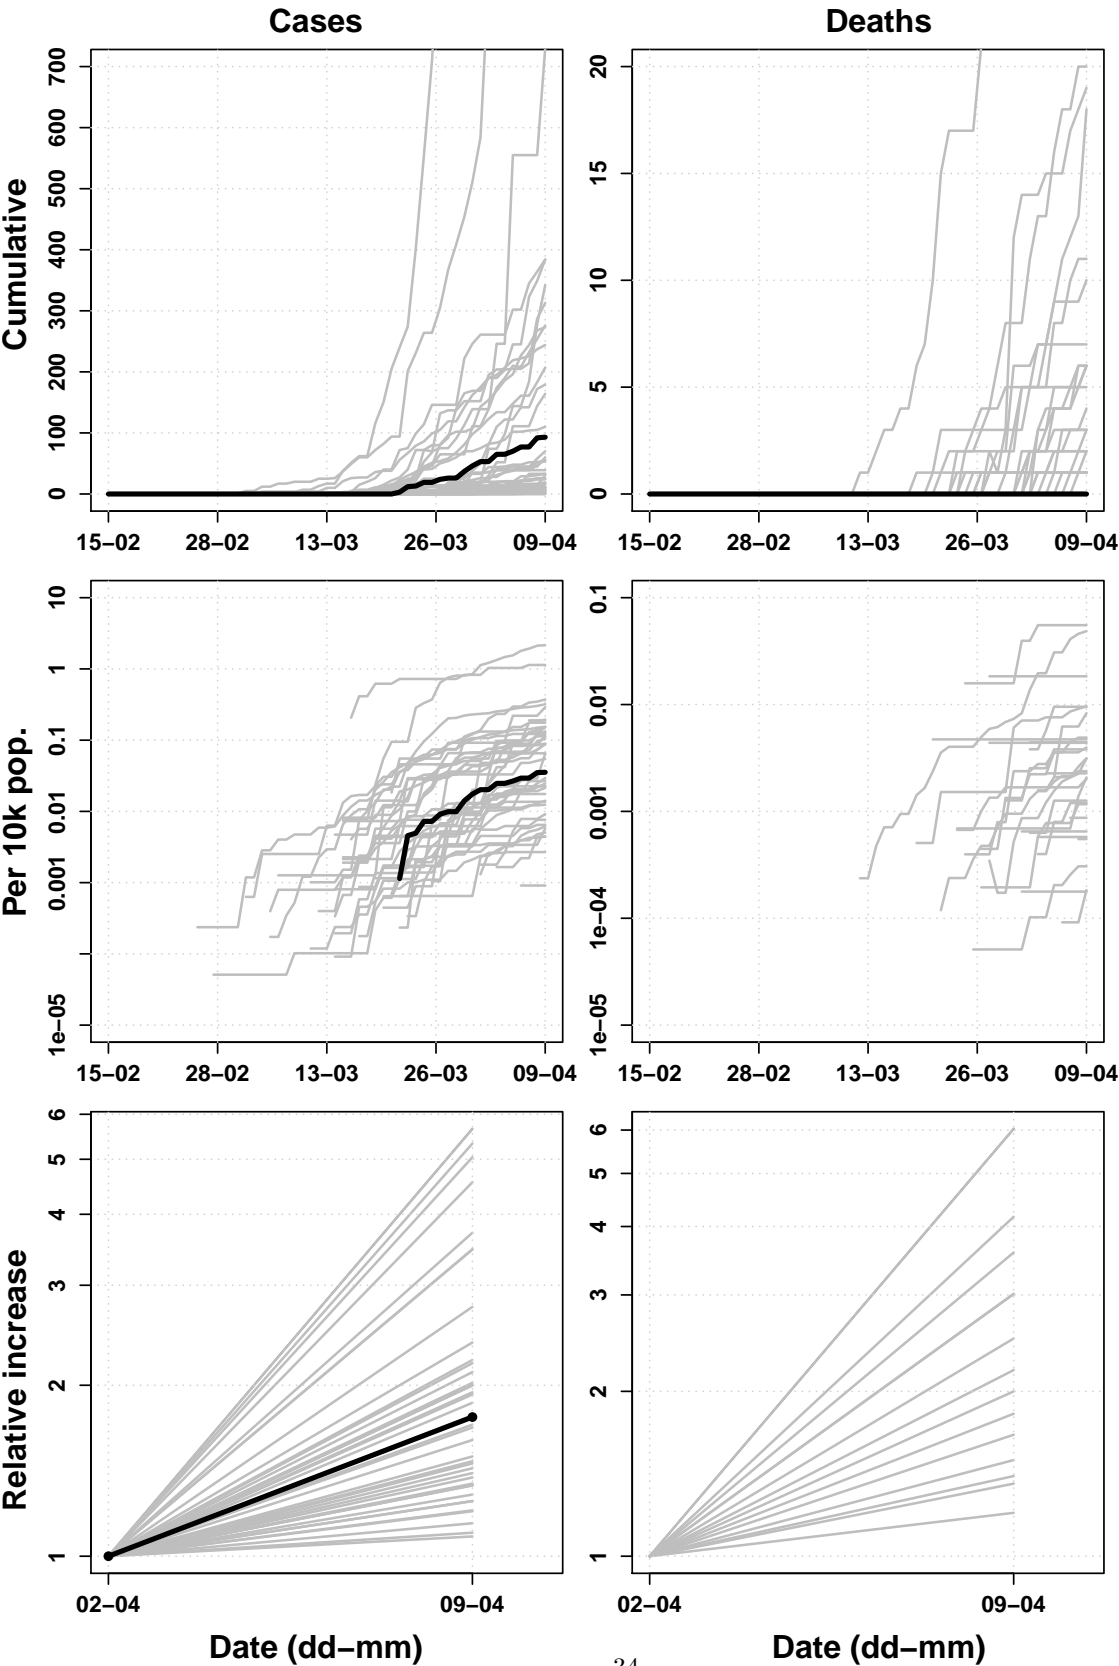 Cases
Deaths
Cumulative
0 100 200 300 400 500 600 700
15−02 28−02 13−03 26−03 09−04
0 5 10 15 20
15−02 28−02 13−03 26−03 09−04
Per 10k pop.
1e−05 0.001 0.01 0.1 1 10
15−02 28−02 13−03 26−03 09−04
1e−05 1e−04 0.001 0.01 0.1
15−02 28−02 13−03 26−03 09−04
Relative increase
1 2 3 4 5 6
02−04 09−04
Date (dd−mm)
1 2 3 4 5 6
02−04 09−04
Date (dd−mm)